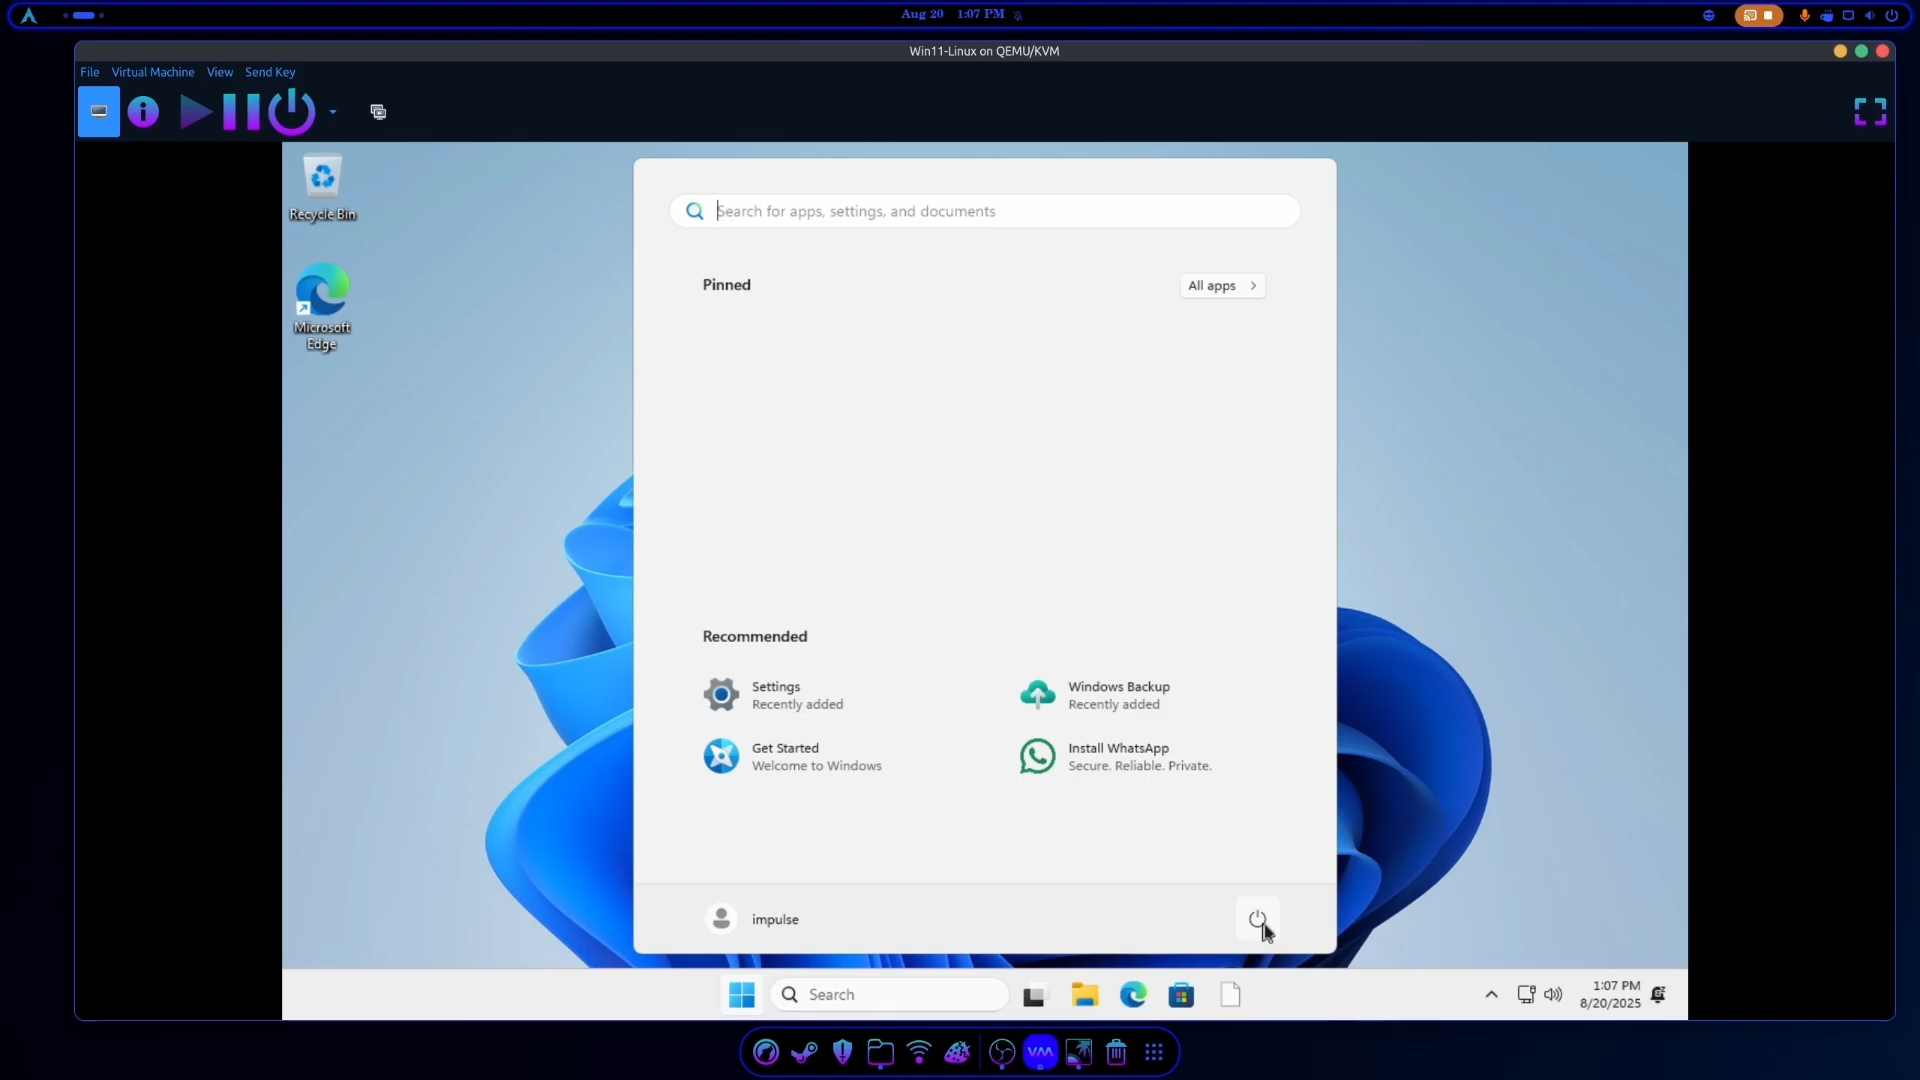 Aug 20 1:07 PM
Win11-Linux on QEMU/KVM
File Virtual Machine View Send Key
Recycle Bin
Microsoft
Edge
Search for apps, settings, and documents
Pinned
All apps
Recommended
Settings
Recently added
Windows Backup
Recently added
Get Started
Welcome to Windows
Install WhatsApp
Secure. Reliable. Private.
impulse
Search
1:07 PM
8/20/2025
VM